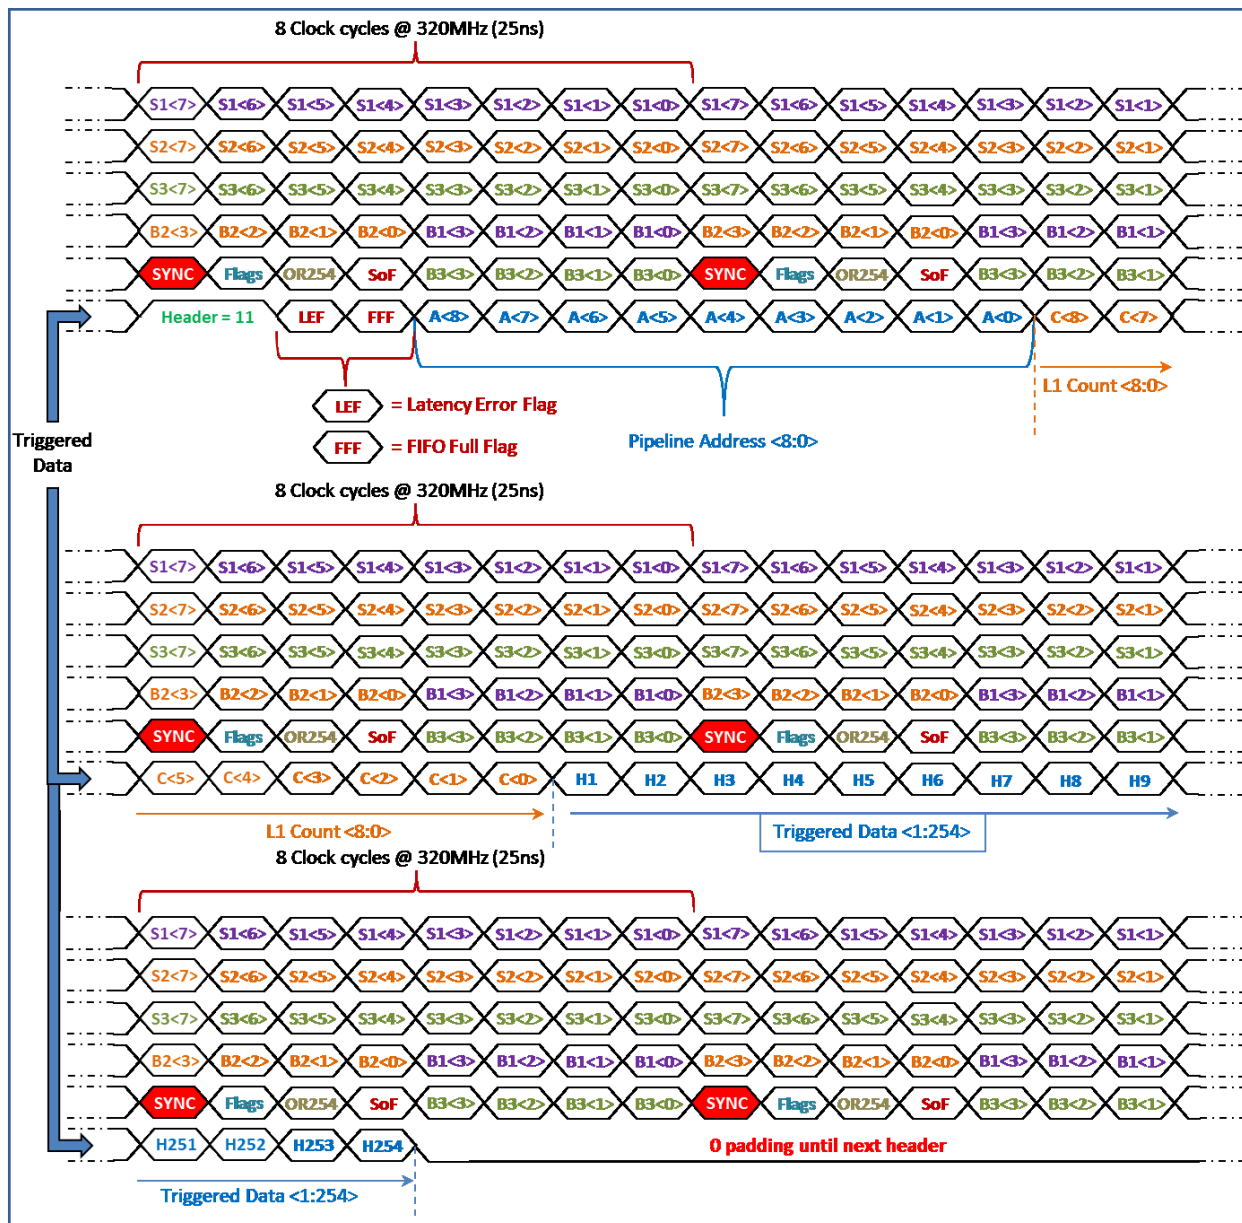 8 Clock cycles @ 320MHz (25ns)
S1<7> S1<6> S1<5> S1<4> S1<3> S1<2> S1<1> S1<0> S1<7> S1<6> S1<5> S1<4> S1<3> S1<2> S1<1>
S2<7> S2<6> S2<5> S2<4> S2<3> S2<2> S2<1> S2<0> S2<7> S2<6> S2<5> S2<4> S2<3> S2<2> S2<1>
S3<7> S3<6> S3<5> S3<4> S3<3> S3<2> S3<1> S3<0> S3<7> S3<6> S3<5> S3<4> S3<3> S3<2> S3<1>
B2<3> B2<2> B2<1> B2<0> B1<3> B1<2> B1<1> B1<0> B2<3> B2<2> B2<1> B2<0> B1<3> B1<2> B1<1>
SYNC Flags OR254 SoF B3<3> B3<2> B3<1> B3<0> SYNC Flags OR254 SoF B3<3> B3<2> B3<1>
Header = 11 LEF FFF A<8> A<7> A<6> A<5> A<4> A<3> A<2> A<1> A<0> C<8> C<7>
L1 Count <8:0>
LEF = Latency Error Flag
Pipeline Address <8:0>
FFF = FIFO Full Flag
Triggered
Data
8 Clock cycles @ 320MHz (25ns)
S1<7> S1<6> S1<5> S1<4> S1<3> S1<2> S1<1> S1<0> S1<7> S1<6> S1<5> S1<4> S1<3> S1<2> S1<1>
S2<7> S2<6> S2<5> S2<4> S2<3> S2<2> S2<1> S2<0> S2<7> S2<6> S2<5> S2<4> S2<3> S2<2> S2<1>
S3<7> S3<6> S3<5> S3<4> S3<3> S3<2> S3<1> S3<0> S3<7> S3<6> S3<5> S3<4> S3<3> S3<2> S3<1>
B2<3> B2<2> B2<1> B2<0> B1<3> B1<2> B1<1> B1<0> B2<3> B2<2> B2<1> B2<0> B1<3> B1<2> B1<1>
SYNC Flags OR254 SoF B3<3> B3<2> B3<1> B3<0> SYNC Flags OR254 SoF B3<3> B3<2> B3<1>
C<5> C<4> C<3> C<2> C<1> C<0> H1 H2 H3 H4 H5 H6 H7 H8 H9
L1 Count <8:0> Triggered Data <1:254>
8 Clock cycles @ 320MHz (25ns)
S1<7> S1<6> S1<5> S1<4> S1<3> S1<2> S1<1> S1<0> S1<7> S1<6> S1<5> S1<4> S1<3> S1<2> S1<1>
S2<7> S2<6> S2<5> S2<4> S2<3> S2<2> S2<1> S2<0> S2<7> S2<6> S2<5> S2<4> S2<3> S2<2> S2<1>
S3<7> S3<6> S3<5> S3<4> S3<3> S3<2> S3<1> S3<0> S3<7> S3<6> S3<5> S3<4> S3<3> S3<2> S3<1>
B2<3> B2<2> B2<1> B2<0> B1<3> B1<2> B1<1> B1<0> B2<3> B2<2> B2<1> B2<0> B1<3> B1<2> B1<1>
SYNC Flags OR254 SoF B3<3> B3<2> B3<1> B3<0> SYNC Flags OR254 SoF B3<3> B3<2> B3<1>
H251 H252 H253 H254 0 padding until next header
Triggered Data <1:254>